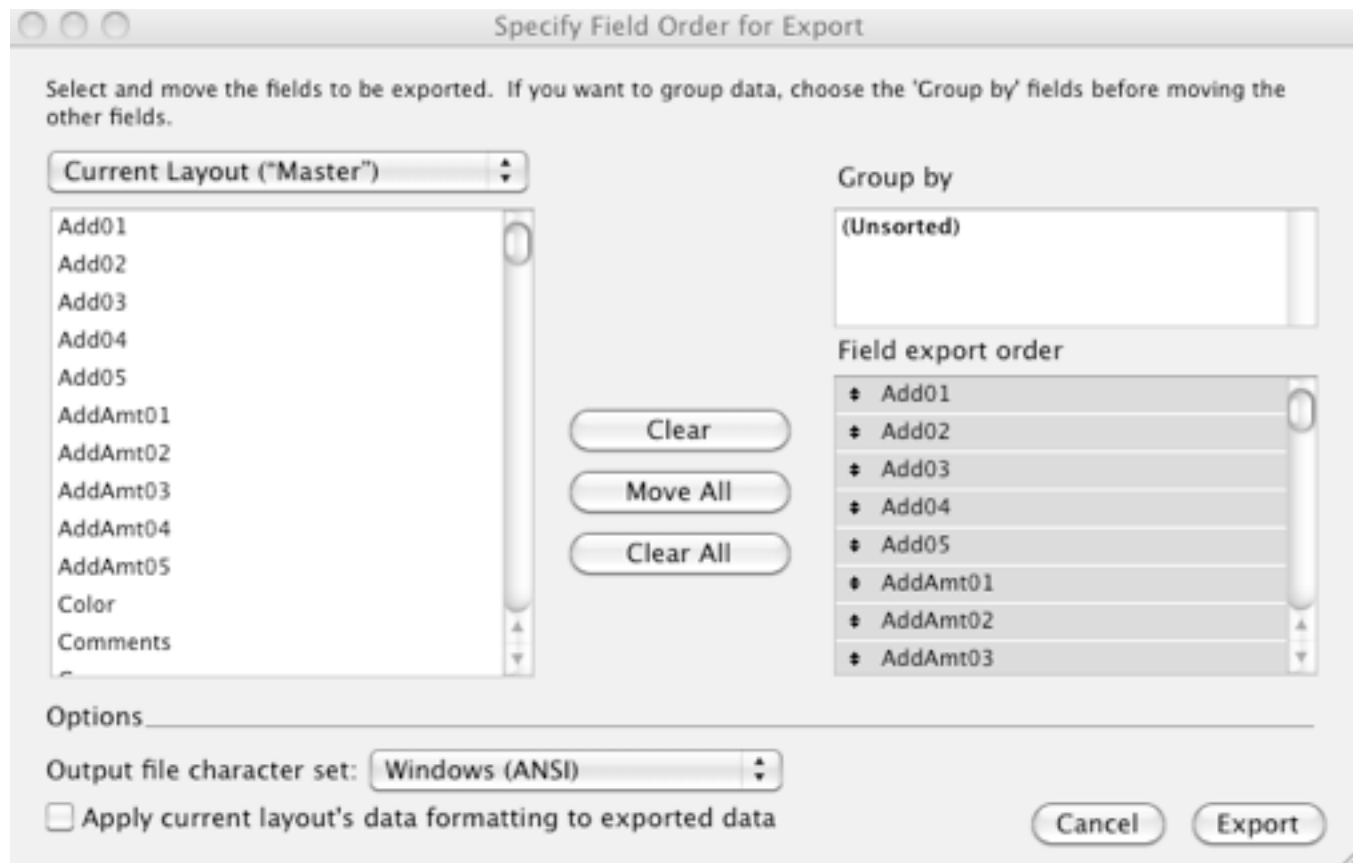 Specify Field Order for Export
Select and move the fields to be exported. If you want to group data, choose the 'Group by' fields before moving the
other fields.
Current Layout ("Master")
Add01
Add02
Add03
Add04
Add05
AddAmt01
AddAmt02
AddAmt03
AddAmt04
AddAmt05
Color
Comments
Clear
Move All
Clear All
Group by
(Unsorted)
Field export order
Add01
Add02
Add03
Add04
Add05
AddAmt01
AddAmt02
AddAmt03
Options
Output file character set: Windows (ANSI)
Apply current layout's data formatting to exported data
Cancel
Export